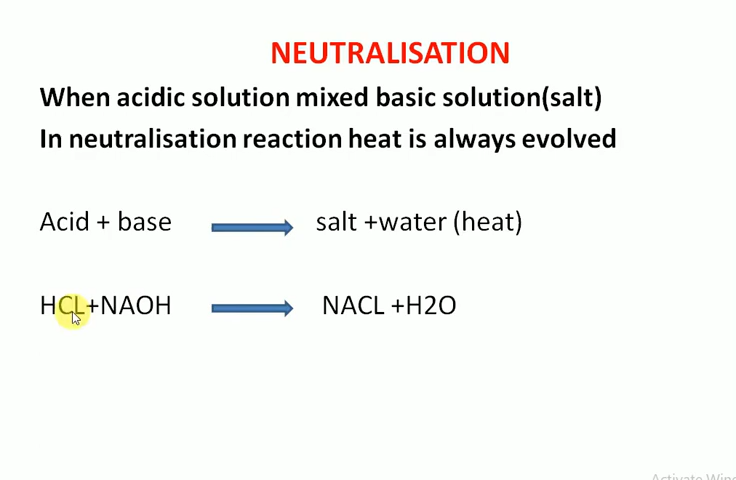 NEUTRALISATION
When acidic solution mixed basic solution(salt)
In neutralisation reaction heat is always evolved
Acid + base salt +water (heat)
HCL+NAOH NACL +H2O
Activate